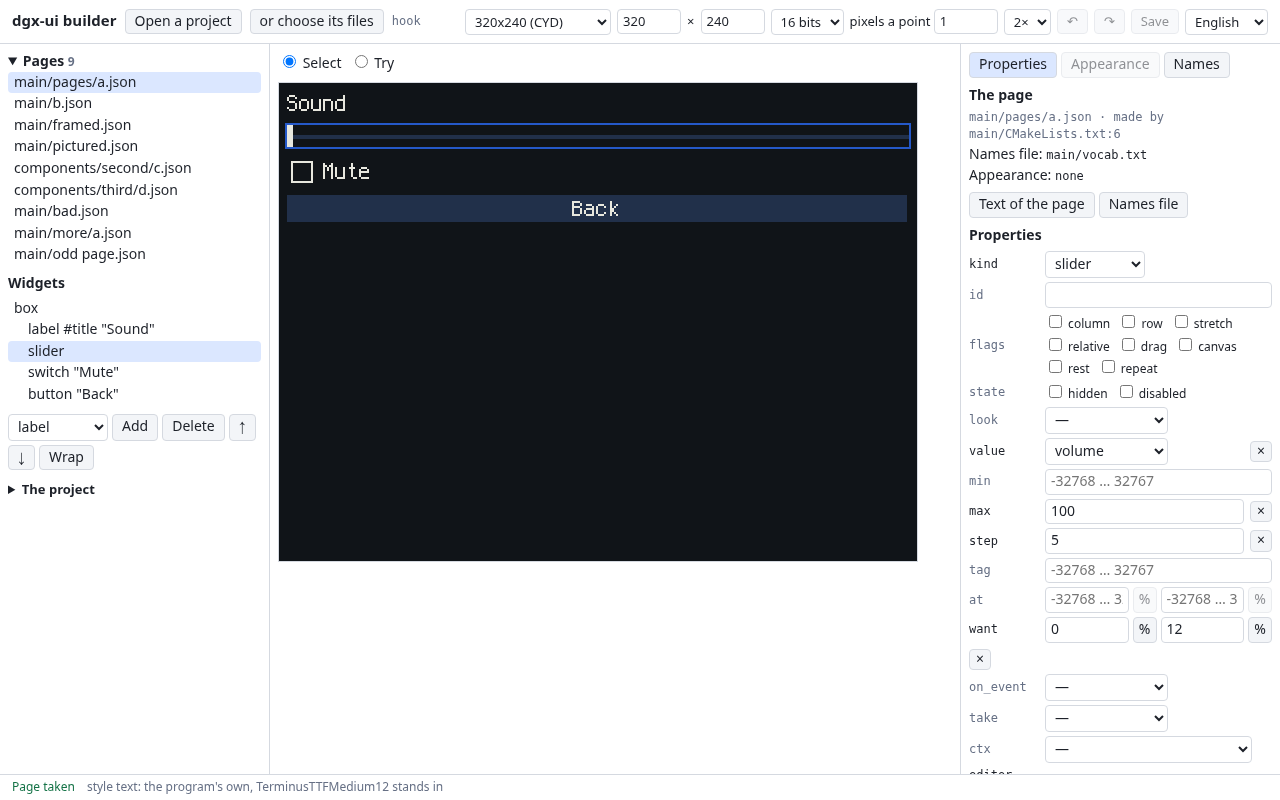 dgx-ui builder Open a project or choose its files hook 320x240 (CYD) 320 × 240 16 bits pixels a point 1 2× ↶ ↷ Save English
▼ Pages 9
main/pages/a.json
main/b.json
main/framed.json
main/pictured.json
components/second/c.json
components/third/d.json
main/bad.json
main/more/a.json
main/odd page.json
Widgets
box
label #title "Sound"
slider
switch "Mute"
button "Back"
label Add Delete ↑
↓ Wrap
▶ The project
Select Try
Sound
Mute
Back
Properties Appearance Names
The page
main/pages/a.json · made by
main/CMakeLists.txt:6
Names file: main/vocab.txt
Appearance: none
Text of the page Names file
Properties
kind slider
id
flags column row stretch
relative drag canvas
rest repeat
state hidden disabled
look —
value volume ×
min -32768 … 32767
max 100 ×
step 5 ×
tag -32768 … 32767
at -32768 … 3 % -32768 … 3 %
want 0 % 12 %
×
on_event —
take —
ctx —
editor
Page taken style text: the program's own, TerminusTTFMedium12 stands in